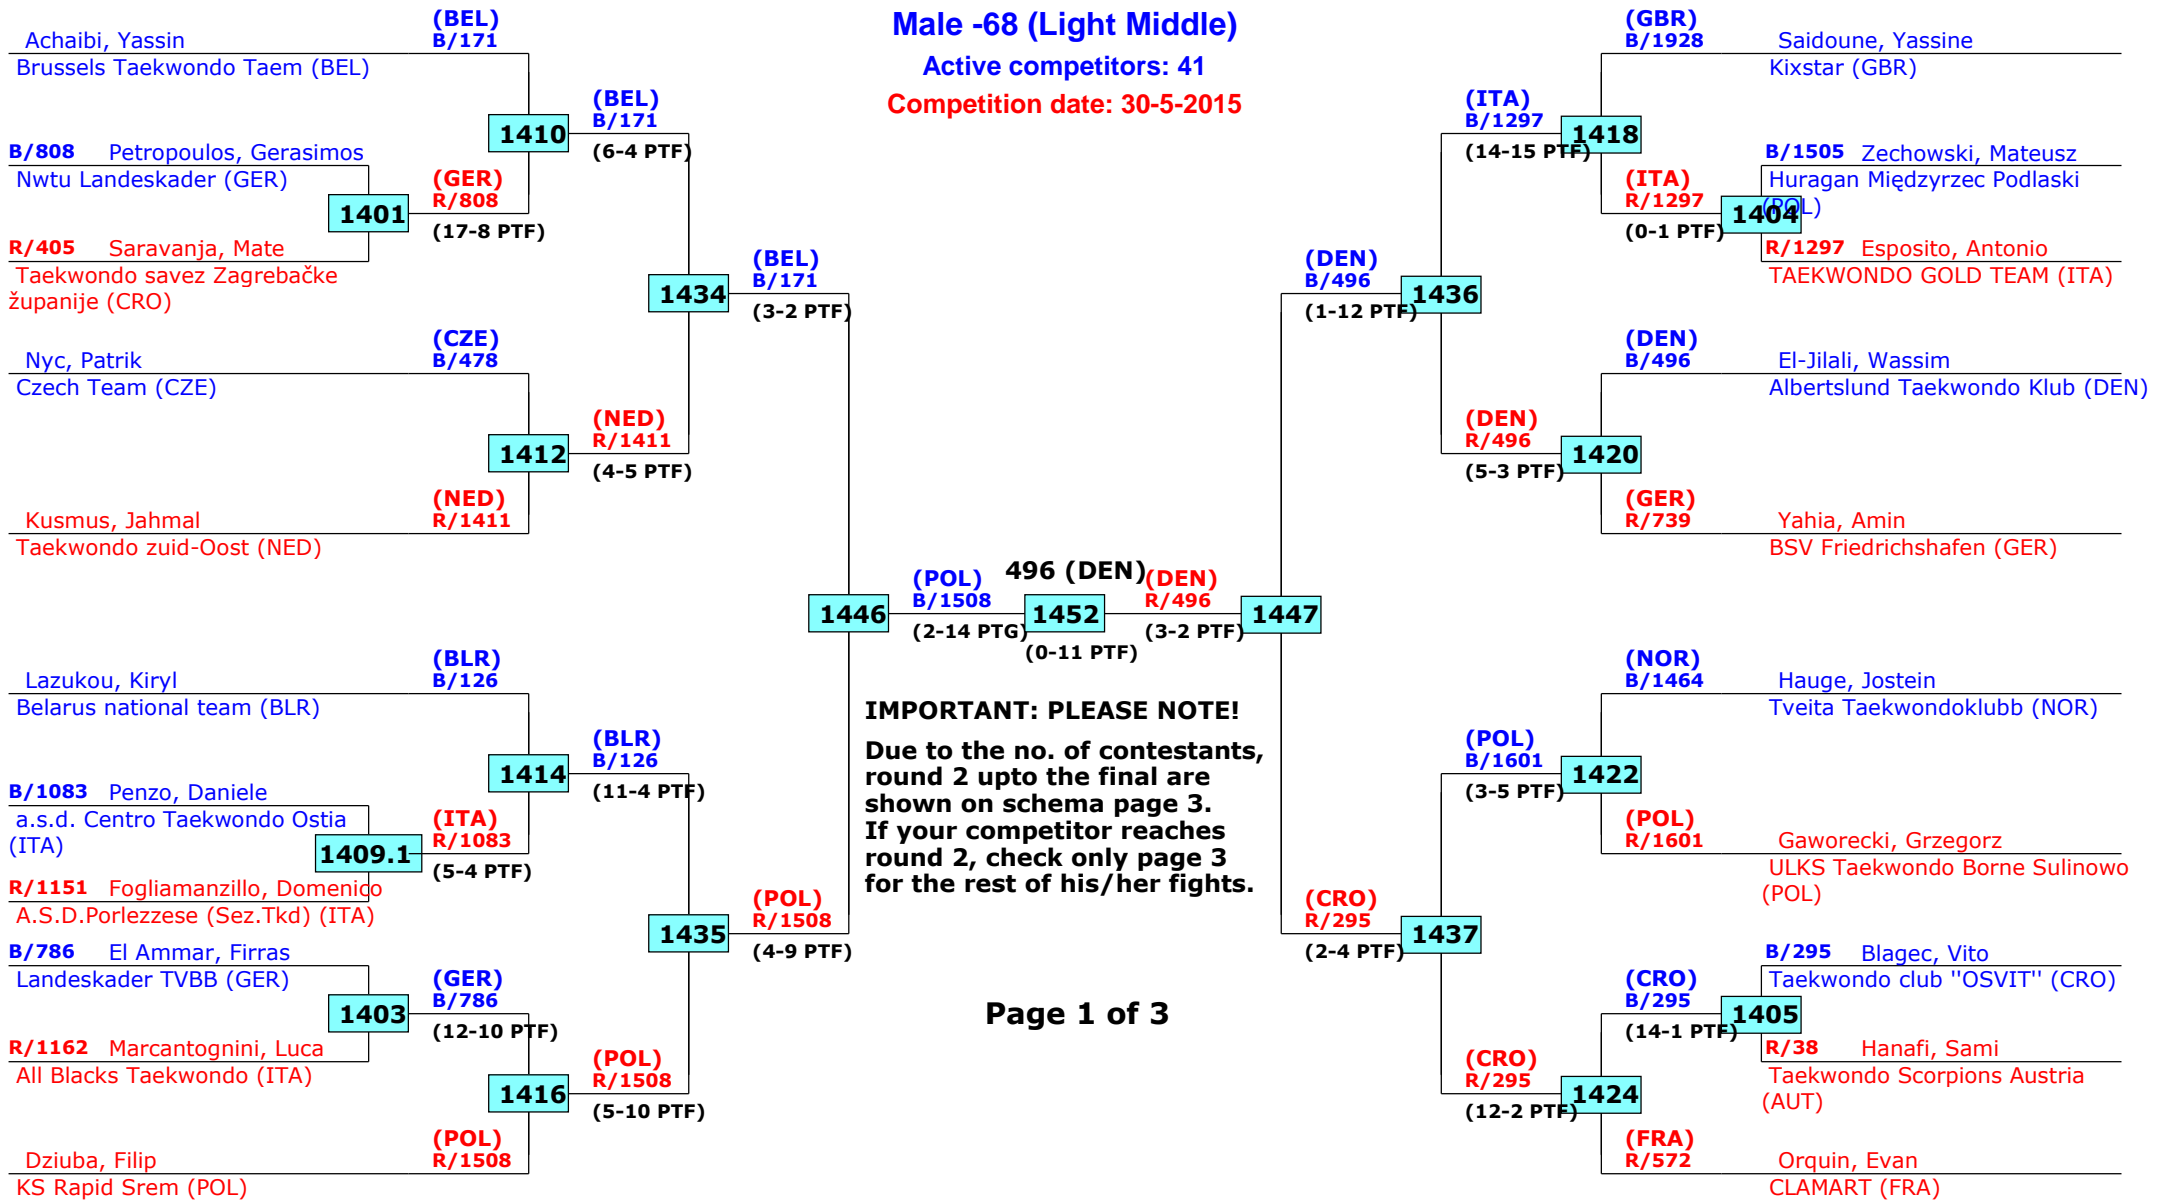 Male -68 (Light Middle)
Active competitors: 41
Competition date: 30-5-2015
(BEL)
B/171
Achaibi, Yassin
Brussels Taekwondo Taem (BEL)
1410
(BEL)
B/171
(6-4 PTF)
B/808 Petropoulos, Gerasimos
Nwtu Landeskader (GER)
1401
(GER)
R/808
(17-8 PTF)
R/405 Saravanja, Mate
Taekwondo savez Zagrebačke
županije (CRO)
1434
(BEL)
B/171
(3-2 PTF)
(CZE)
B/478
Nyc, Patrik
Czech Team (CZE)
1412
(NED)
R/1411
(4-5 PTF)
(NED)
R/1411
Kusmus, Jahmal
Taekwondo zuid-Oost (NED)
1446
(POL)
B/1508
(2-14 PTG)
496 (DEN)
1452
(0-11 PTF)
(DEN)
R/496
(3-2 PTF)
1447
(BLR)
B/126
Lazukou, Kiryl
Belarus national team (BLR)
1414
(BLR)
B/126
(11-4 PTF)
B/1083 Penzo, Daniele
a.s.d. Centro Taekwondo Ostia
(ITA)
1409.1
(ITA)
R/1083
(5-4 PTF)
R/1151 Fogliamanzillo, Domenico
A.S.D.Porlezzese (Sez.Tkd) (ITA)
1435
(POL)
R/1508
(4-9 PTF)
B/786 El Ammar, Firras
Landeskader TVBB (GER)
1403
(GER)
B/786
(12-10 PTF)
R/1162 Marcantognini, Luca
All Blacks Taekwondo (ITA)
1416
(POL)
R/1508
(5-10 PTF)
(POL)
R/1508
Dziuba, Filip
KS Rapid Srem (POL)
IMPORTANT: PLEASE NOTE!
Due to the no. of contestants,
round 2 upto the final are
shown on schema page 3.
If your competitor reaches
round 2, check only page 3
for the rest of his/her fights.
Page 1 of 3
(GBR)
B/1928
Saidoune, Yassine
Kixstar (GBR)
(ITA)
B/1297
(14-15 PTF)
1418
B/1505 Zechowski, Mateusz
Huragan Międzyrzec Podlaski
(POL)
(ITA)
R/1297
(0-1 PTF)
1404
R/1297 Esposito, Antonio
TAEKWONDO GOLD TEAM (ITA)
(DEN)
B/496
(1-12 PTF)
1436
(DEN)
B/496
El-Jilali, Wassim
Albertslund Taekwondo Klub (DEN)
(DEN)
R/496
(5-3 PTF)
1420
(GER)
R/739
Yahia, Amin
BSV Friedrichshafen (GER)
(NOR)
B/1464
Hauge, Jostein
Tveita Taekwondoklubb (NOR)
(POL)
B/1601
(3-5 PTF)
1422
(POL)
R/1601
Gaworecki, Grzegorz
ULKS Taekwondo Borne Sulinowo
(POL)
(CRO)
R/295
(2-4 PTF)
1437
B/295 Blagec, Vito
Taekwondo club "OSVIT" (CRO)
(CRO)
B/295
(14-1 PTF)
1405
R/38 Hanafi, Sami
Taekwondo Scorpions Austria
(AUT)
(CRO)
R/295
(12-2 PTF)
1424
(FRA)
R/572
Orquin, Evan
CLAMART (FRA)